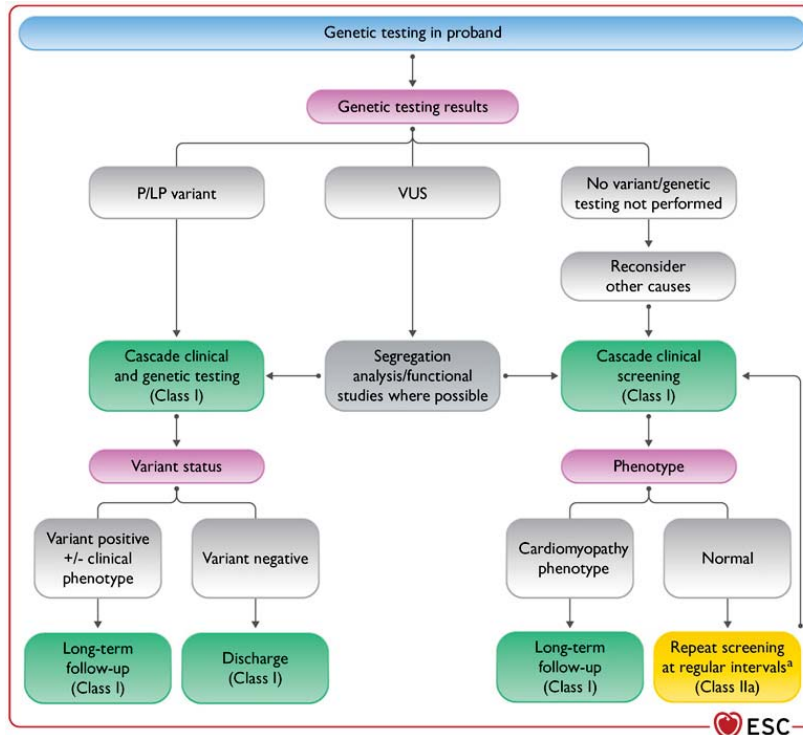 Genetic testing in proband
Genetic testing results
P/LP variant
VUS
No variant/genetic
testing not performed
Reconsider
other causes
Cascade clinical
and genetic testing
(Class I)
Segregation
analysis/functional
studies where possible
Cascade clinical
screening
(Class I)
Variant status
Phenotype
Variant positive
+/- clinical
phenotype
Variant negative
Cardiomyopathy
phenotype
Normal
Long-term
follow-up
(Class I)
Discharge
(Class I)
Long-term
follow-up
(Class I)
Repeat screening
at regular intervalsª
(Class IIa)
ESC